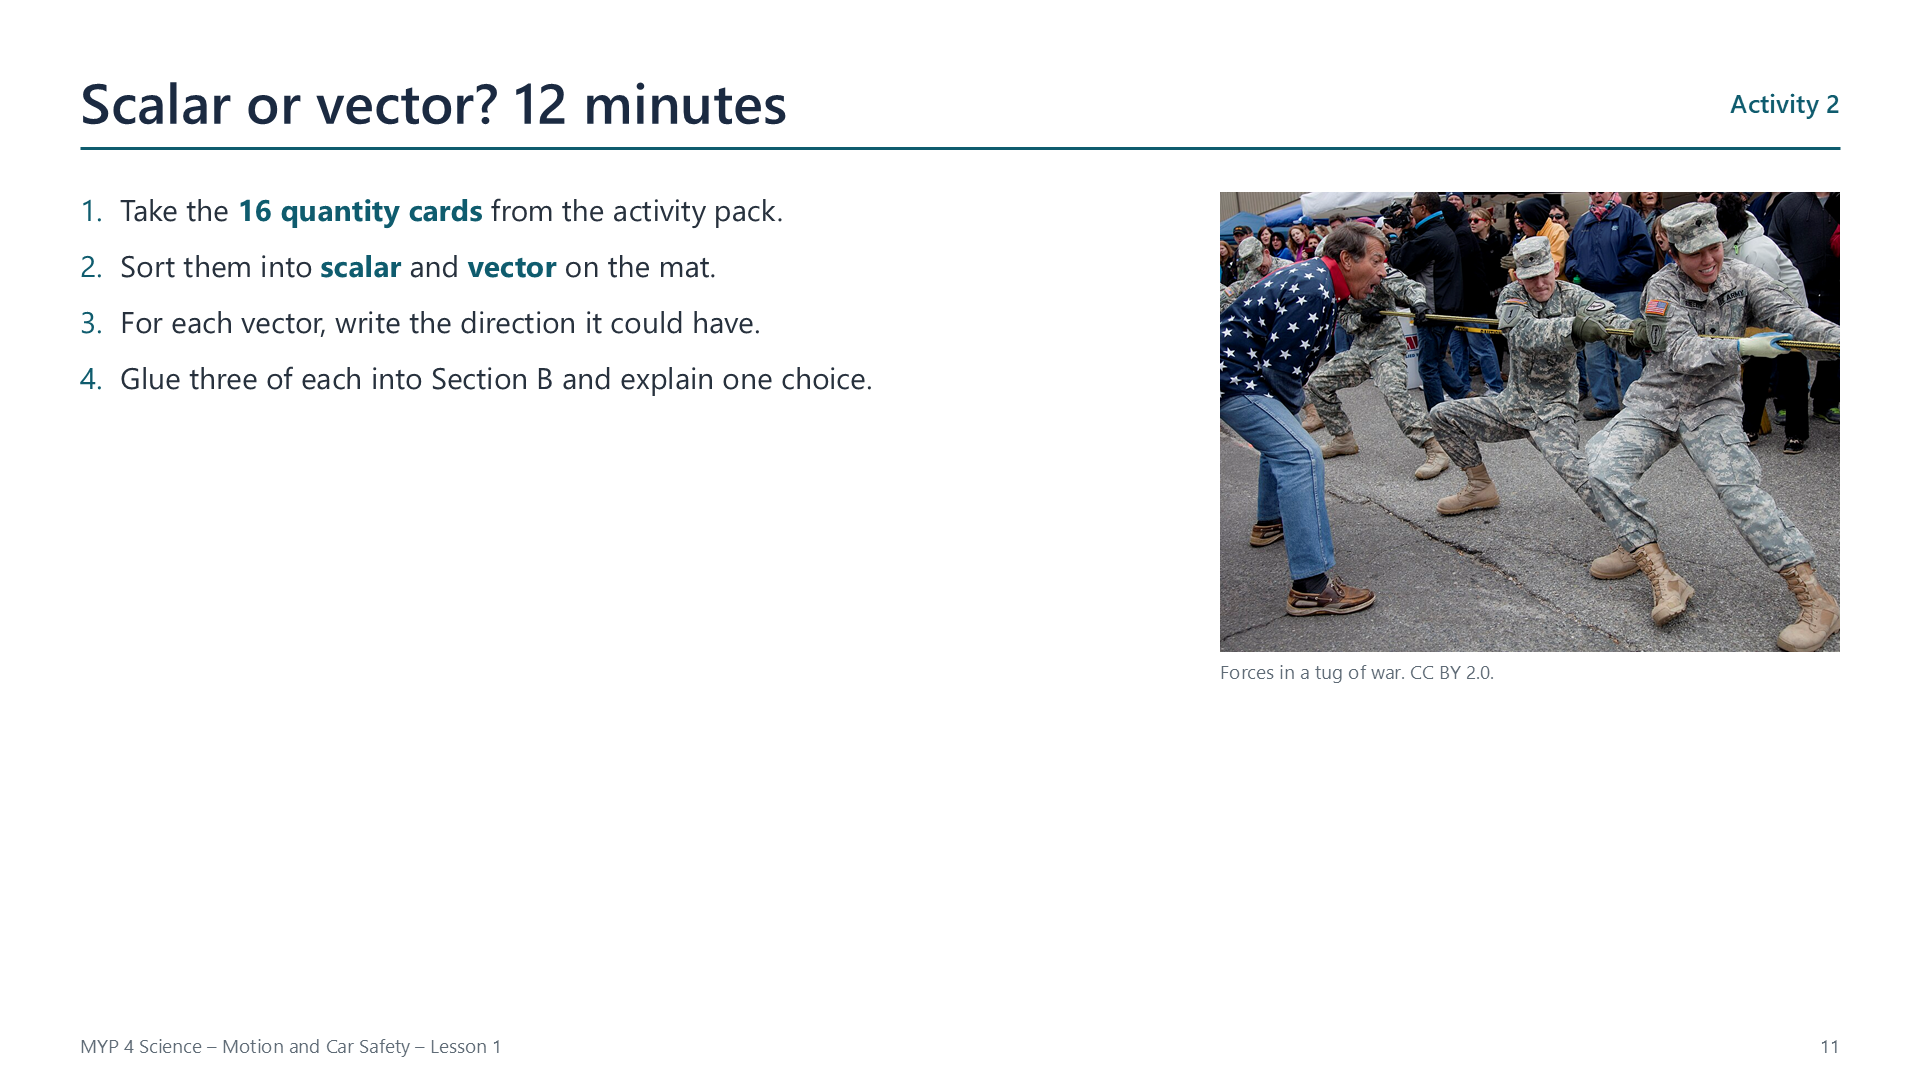 Scalar or vector? 12 minutes
Activity 2
1. Take the 16 quantity cards from the activity pack.
2. Sort them into scalar and vector on the mat.
3. For each vector, write the direction it could have.
4. Glue three of each into Section B and explain one choice.
Forces in a tug of war. CC BY 2.0.
MYP 4 Science – Motion and Car Safety – Lesson 1
11